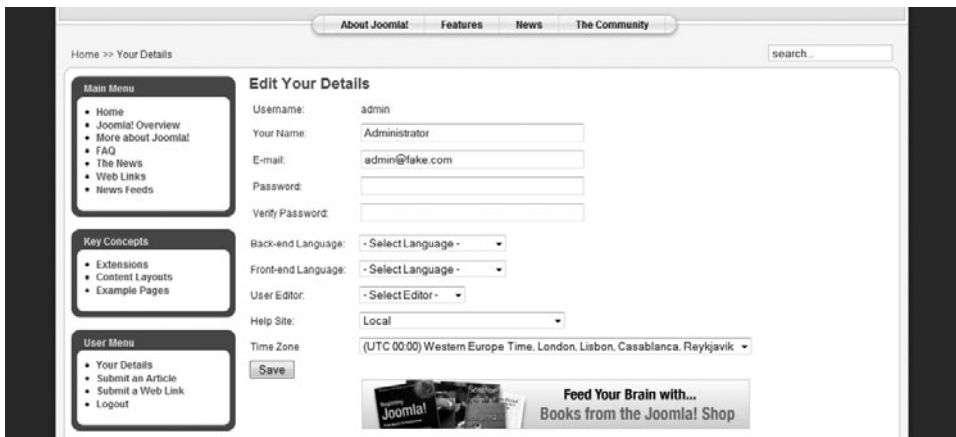 About Joomla! Features News The Community
Home >> Your Details
search...
Main Menu
Home
Joomla! Overview
More about Joomla!
FAQ
The News
Web Links
News Feeds
Key Concepts
Extensions
Content Layouts
Example Pages
User Menu
Your Details
Submit an Article
Submit a Web Link
Logout
Edit Your Details
Username: admin
Your Name: Administrator
E-mail: admin@fake.com
Password:
Verify Password:
Back-end Language: - Select Language -
Front-end Language: - Select Language -
User Editor: - Select Editor -
Help Site: Local
Time Zone (UTC 00:00) Western Europe Time, London, Lisbon, Casablanca, Reykjavik
Save
Beginning
Joomla!
Feed Your Brain with...
Books from the Joomla! Shop